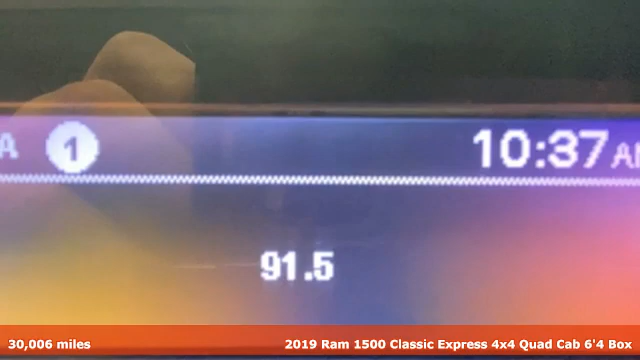 A 1 10:37 AM
91.5
30,006 miles 2019 Ram 1500 Classic Express 4x4 Quad Cab 6'4 Box